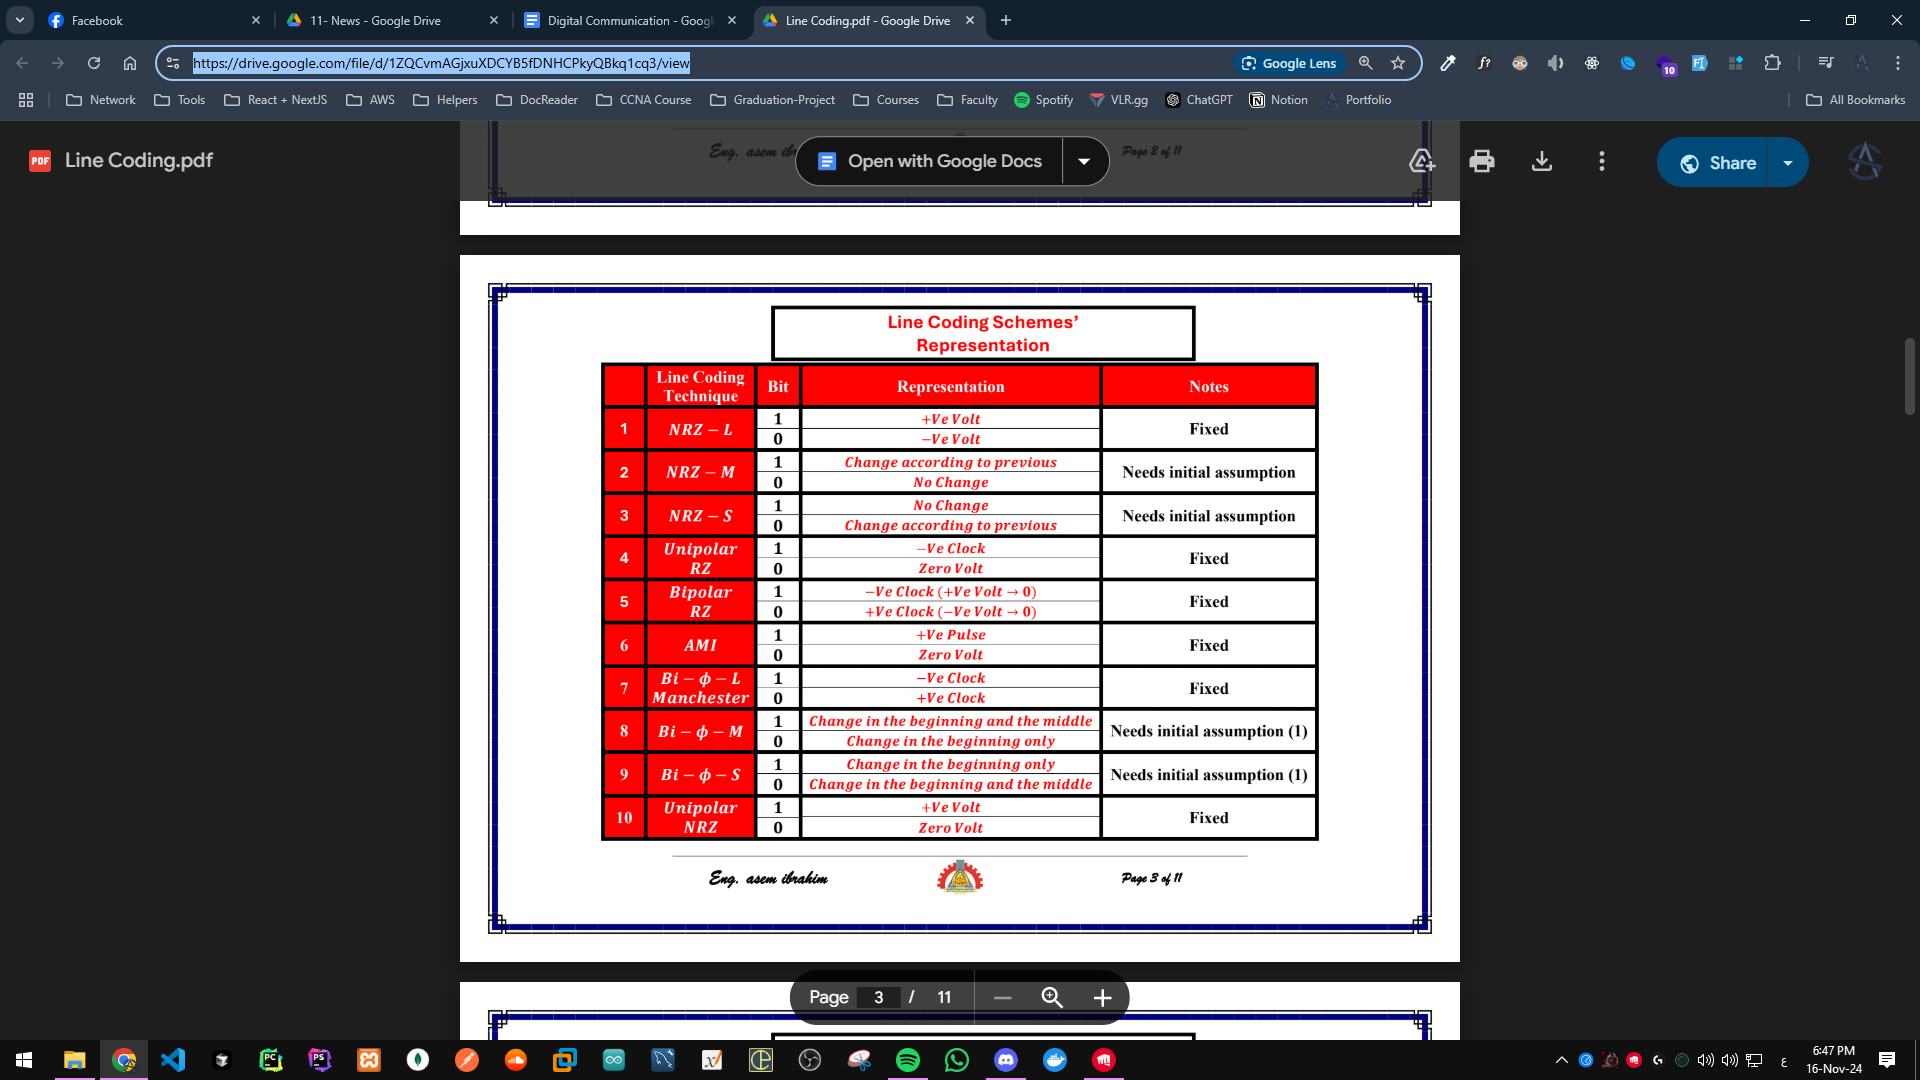 Facebook
11- News - Google Drive
Digital Communication - Googl
Line Coding.pdf - Google Drive
https://drive.google.com/file/d/1ZQCvmAGjxuXDCYB5fDNHCPkyQBkq1cq3/view
Google Lens
10
Network
Tools
React + NextJS
AWS
Helpers
DocReader
CCNA Course
Graduation-Project
Courses
Faculty
Spotify
VLR.gg
ChatGPT
Notion
Portfolio
All Bookmarks
PDF
Line Coding.pdf
Eng. asem ib
Open with Google Docs
Page 2 of 11
Share
Line Coding Schemes'
Representation
Line Coding Technique Bit Representation Notes
1 NRZ – L 1 +Ve Volt Fixed
0 −Ve Volt
2 NRZ – M 1 Change according to previous Needs initial assumption
0 No Change
3 NRZ – S 1 No Change Needs initial assumption
0 Change according to previous
4 Unipolar RZ 1 −Ve Clock Fixed
0 Zero Volt
5 Bipolar RZ 1 −Ve Clock (+Ve Volt → 0) Fixed
0 +Ve Clock (−Ve Volt → 0)
6 AMI 1 +Ve Pulse Fixed
0 Zero Volt
7 Bi – ϕ – L Manchester 1 −Ve Clock Fixed
0 +Ve Clock
8 Bi – ϕ – M 1 Change in the beginning and the middle Needs initial assumption (1)
0 Change in the beginning only
9 Bi – ϕ – S 1 Change in the beginning only Needs initial assumption (1)
0 Change in the beginning and the middle
10 Unipolar NRZ 1 +Ve Volt Fixed
0 Zero Volt
Eng. asem ibrahim
Page 3 of 11
Page 3 / 11
6:47 PM
16-Nov-24
ع